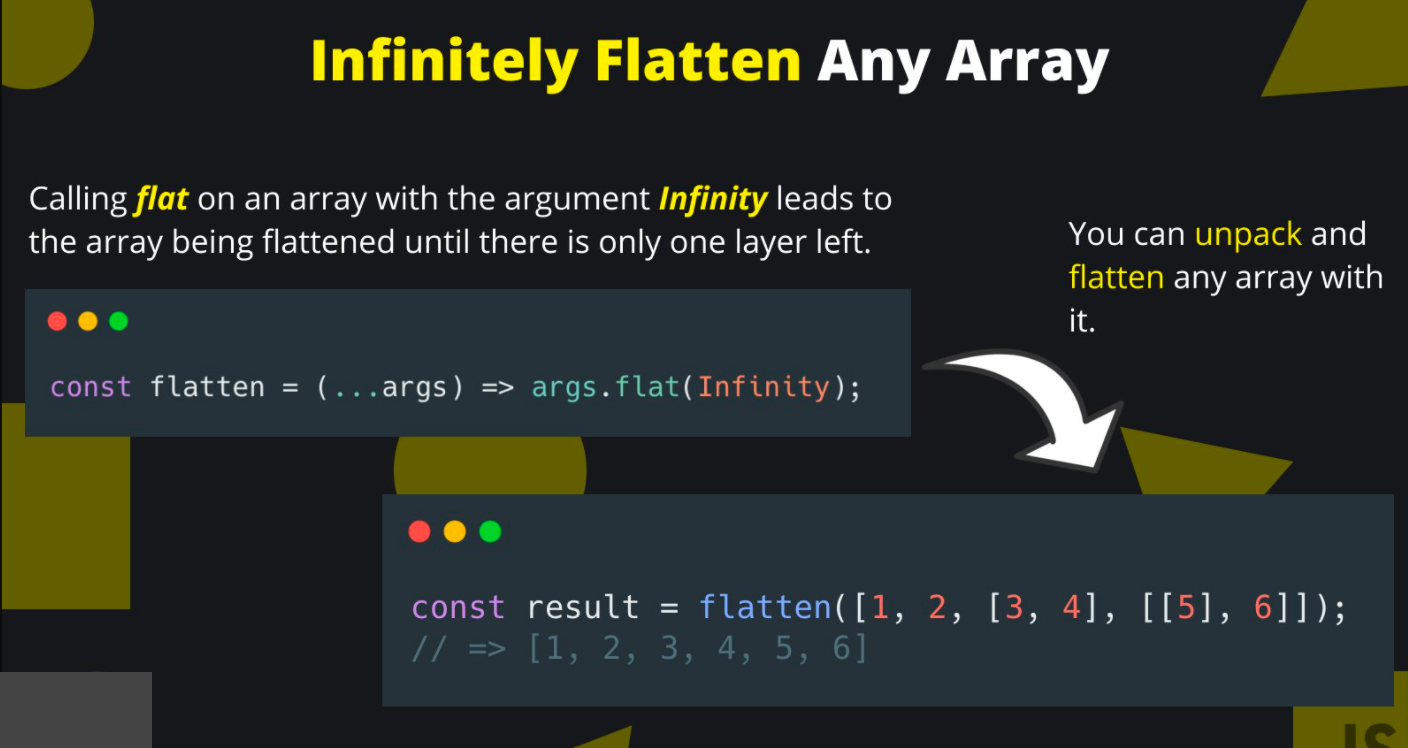 Infinitely Flatten Any Array
Calling flat on an array with the argument Infinity leads to
the array being flattened until there is only one layer left.
You can unpack and
flatten any array with
it.
const flatten = (...args) => args.flat(Infinity);
const result = flatten([1, 2, [3, 4], [[5], 6]]);
// => [1, 2, 3, 4, 5, 6]
JS